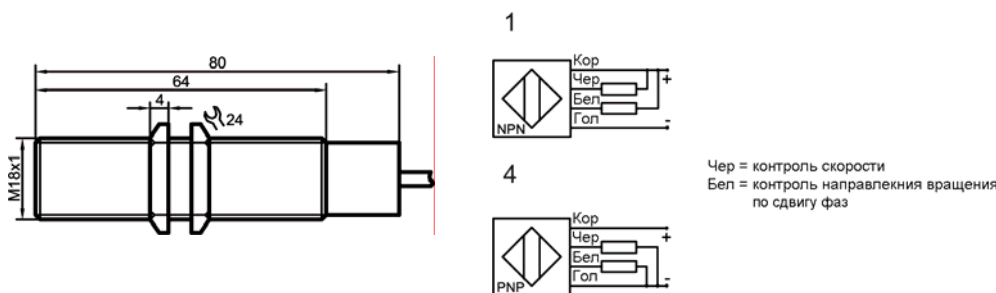 80
64
4
24
M18x1
1
Кор
Чер
Бел
Гол
+
-
NPN
4
Кор
Чер
Бел
Гол
+
-
PNP
Чер = контроль скорости
Бел = контроль направлекния вращения
по сдвигу фаз